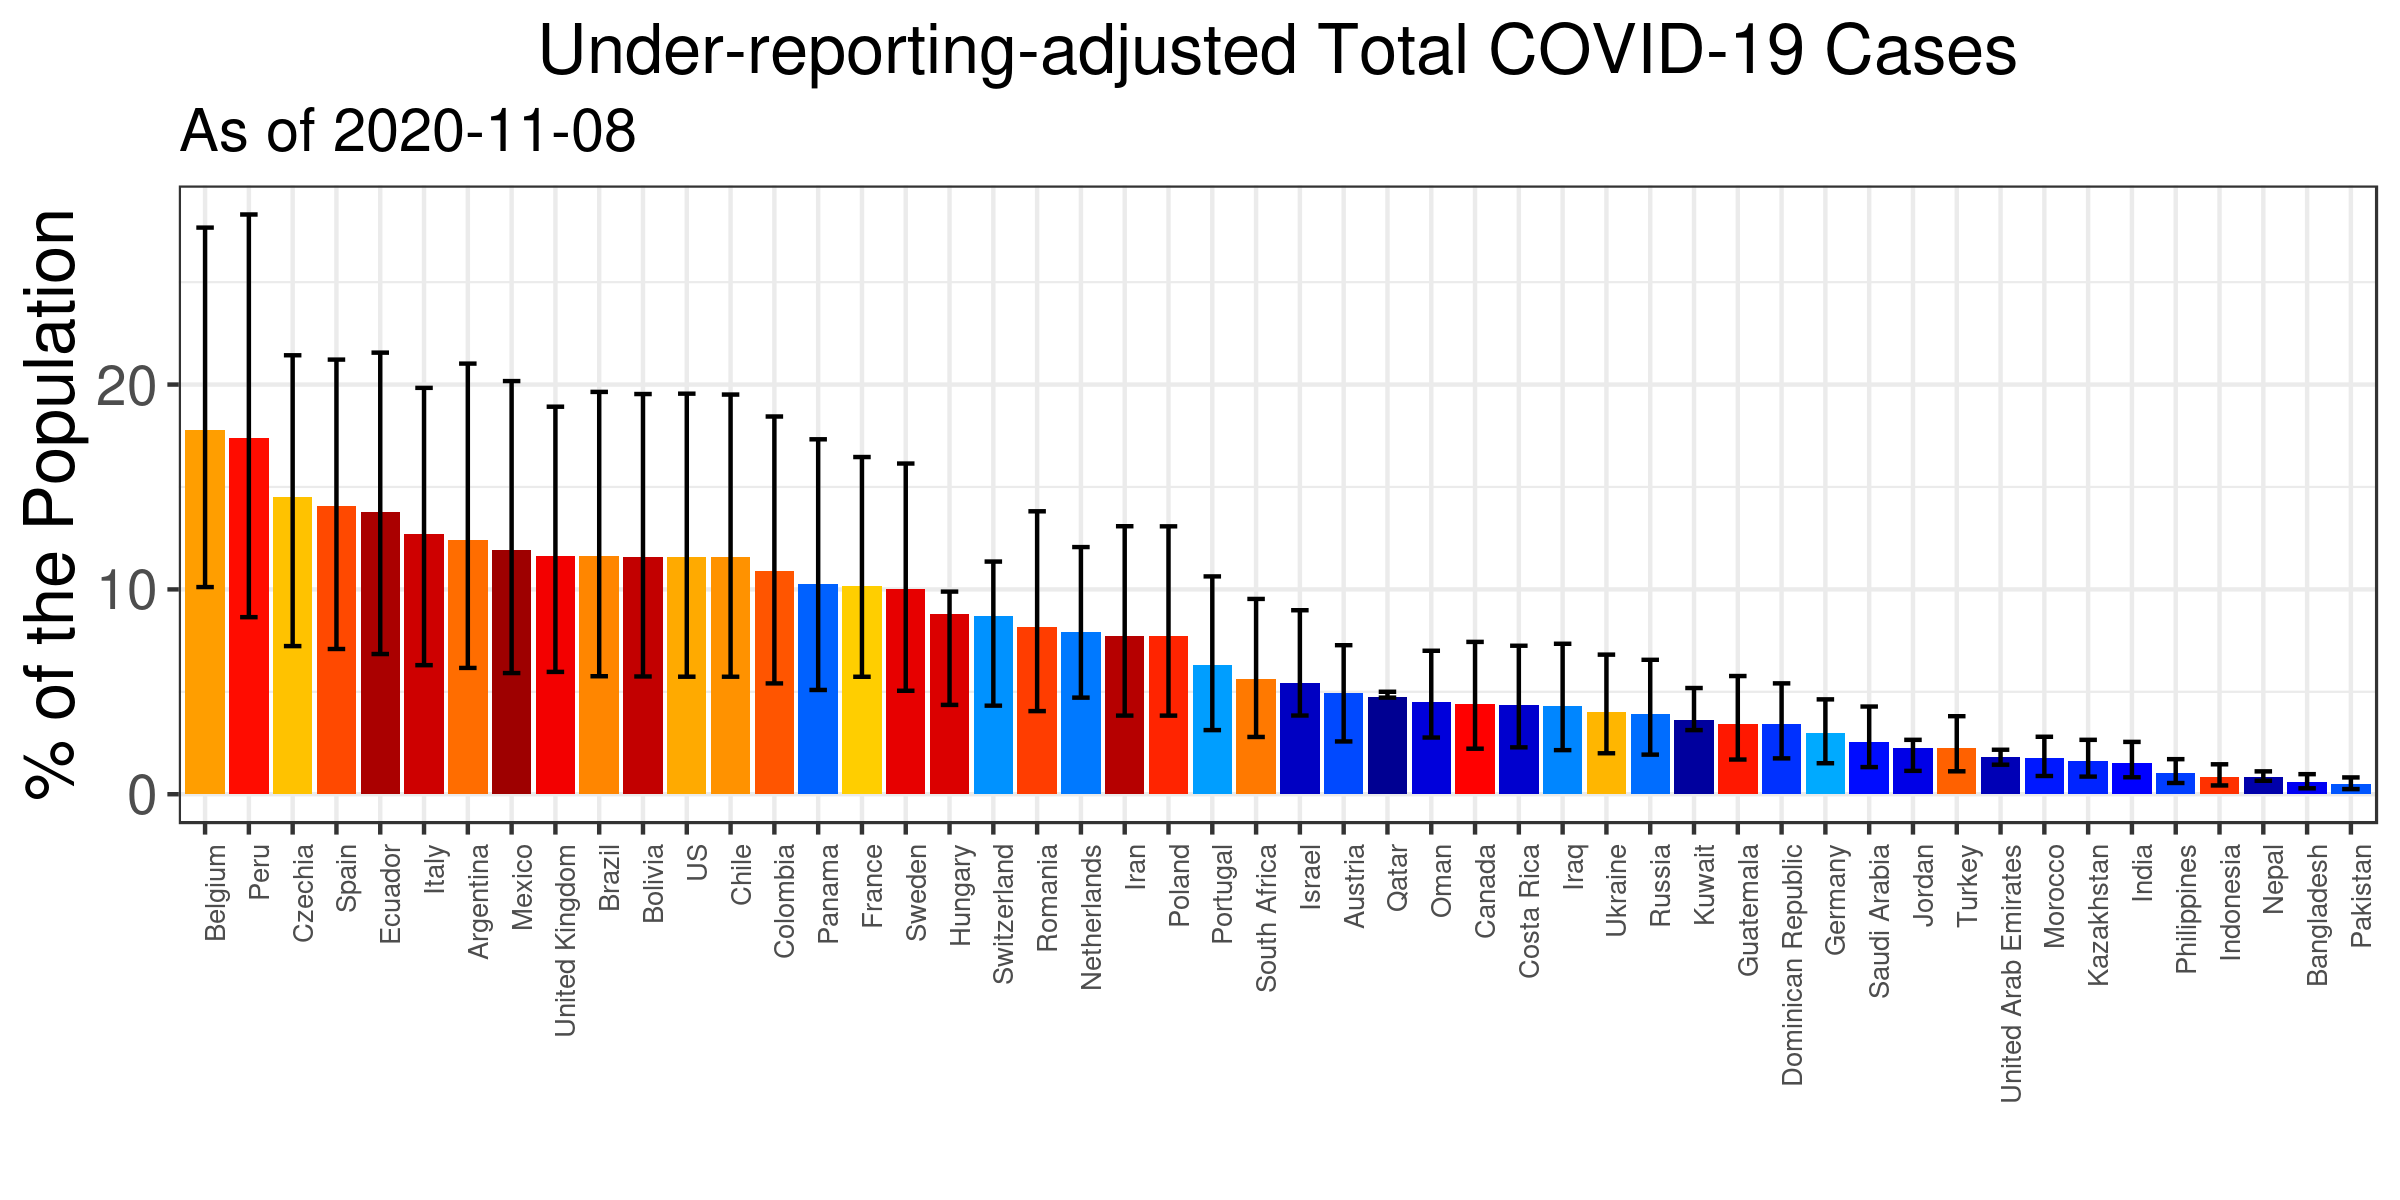 Under-reporting-adjusted Total COVID-19 Cases
As of 2020-11-08
% of the Population
20
10
0
Belgium
Peru
Czechia
Spain
Ecuador
Italy
Argentina
Mexico
United Kingdom
Brazil
Bolivia
US
Chile
Colombia
Panama
France
Sweden
Hungary
Switzerland
Romania
Netherlands
Iran
Poland
Portugal
South Africa
Israel
Austria
Qatar
Oman
Canada
Costa Rica
Iraq
Ukraine
Russia
Kuwait
Guatemala
Dominican Republic
Germany
Saudi Arabia
Jordan
Turkey
United Arab Emirates
Morocco
Kazakhstan
India
Philippines
Indonesia
Nepal
Bangladesh
Pakistan